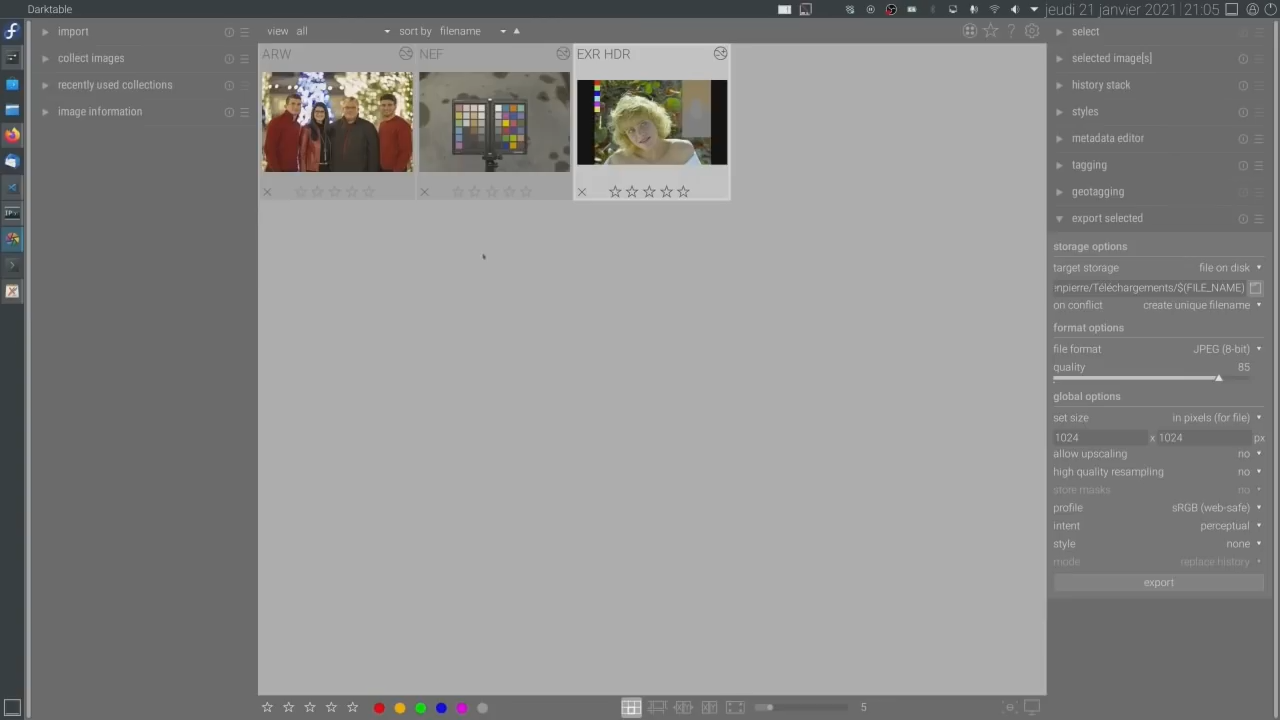 Darktable
jeudi 21 janvier 2021 | 21:05
import
collect images
recently used collections
image information
view all sort by filename
ARW
NEF
EXR HDR
select
selected image[s]
history stack
styles
metadata editor
tagging
geotagging
export selected
storage options
target storage file on disk
enpierre/Téléchargements/$(FILE_NAME)
on conflict create unique filename
format options
file format JPEG (8-bit)
quality 85
global options
set size in pixels (for file)
1024 x 1024 px
allow upscaling no
high quality resampling no
store masks no
profile sRGB (web-safe)
intent perceptual
style none
mode replace history
export
5